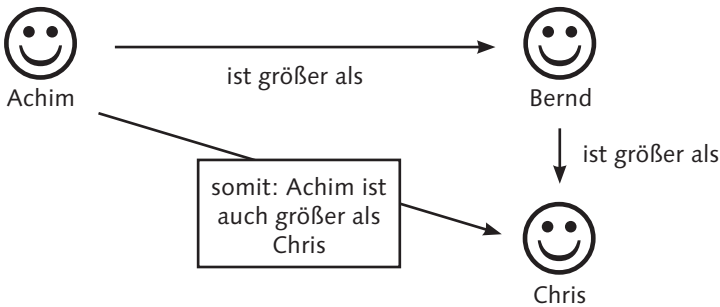 Achim
ist größer als
Bernd
ist größer als
somit: Achim ist
auch größer als
Chris
Chris